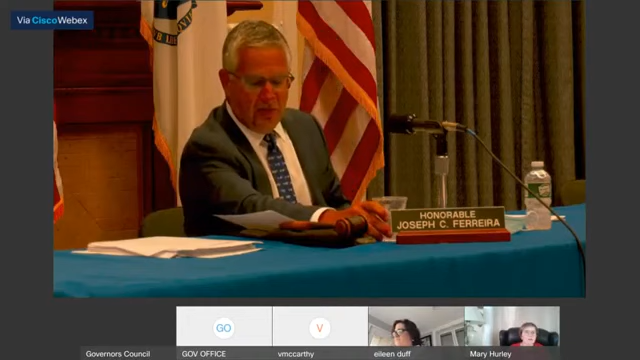 Via Cisco Webex
HONORABLE
JOSEPH C. FERREIRA
GO
V
Governors Council
GOV OFFICE
vmccarthy
eileen duff
Mary Hurley